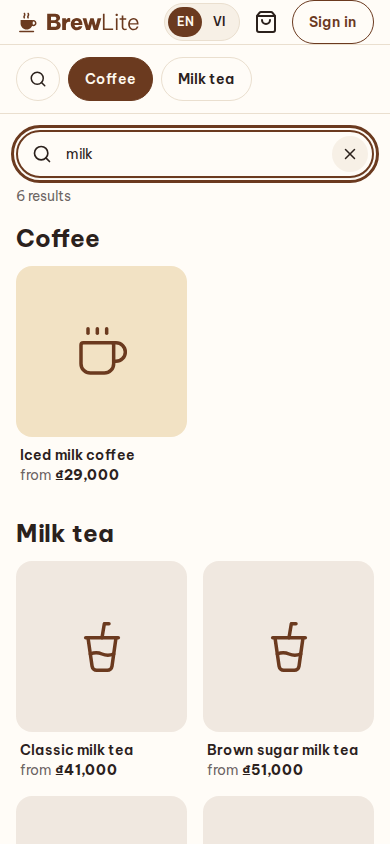 BrewLite EN VI Sign in
Coffee Milk tea
milk
6 results
Coffee
Iced milk coffee
from ₫29,000
Milk tea
Classic milk tea Brown sugar milk tea
from ₫41,000 from ₫51,000